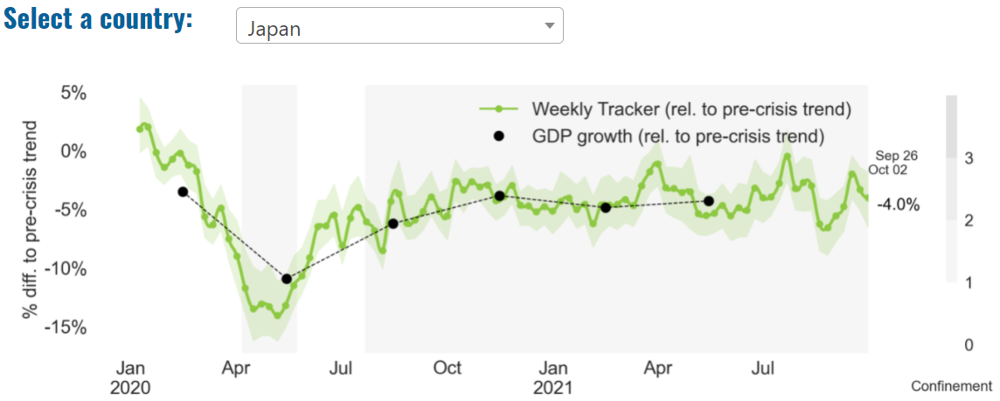 Select a country:
Japan
% diff. to pre-crisis trend
5%
0%
-5%
-10%
-15%
Weekly Tracker (rel. to pre-crisis trend)
GDP growth (rel. to pre-crisis trend)
Sep 26
Oct 02
-4.0%
3
2
1
0
Confinement
Jan
2020
Apr
Jul
Oct
Jan
2021
Apr
Jul